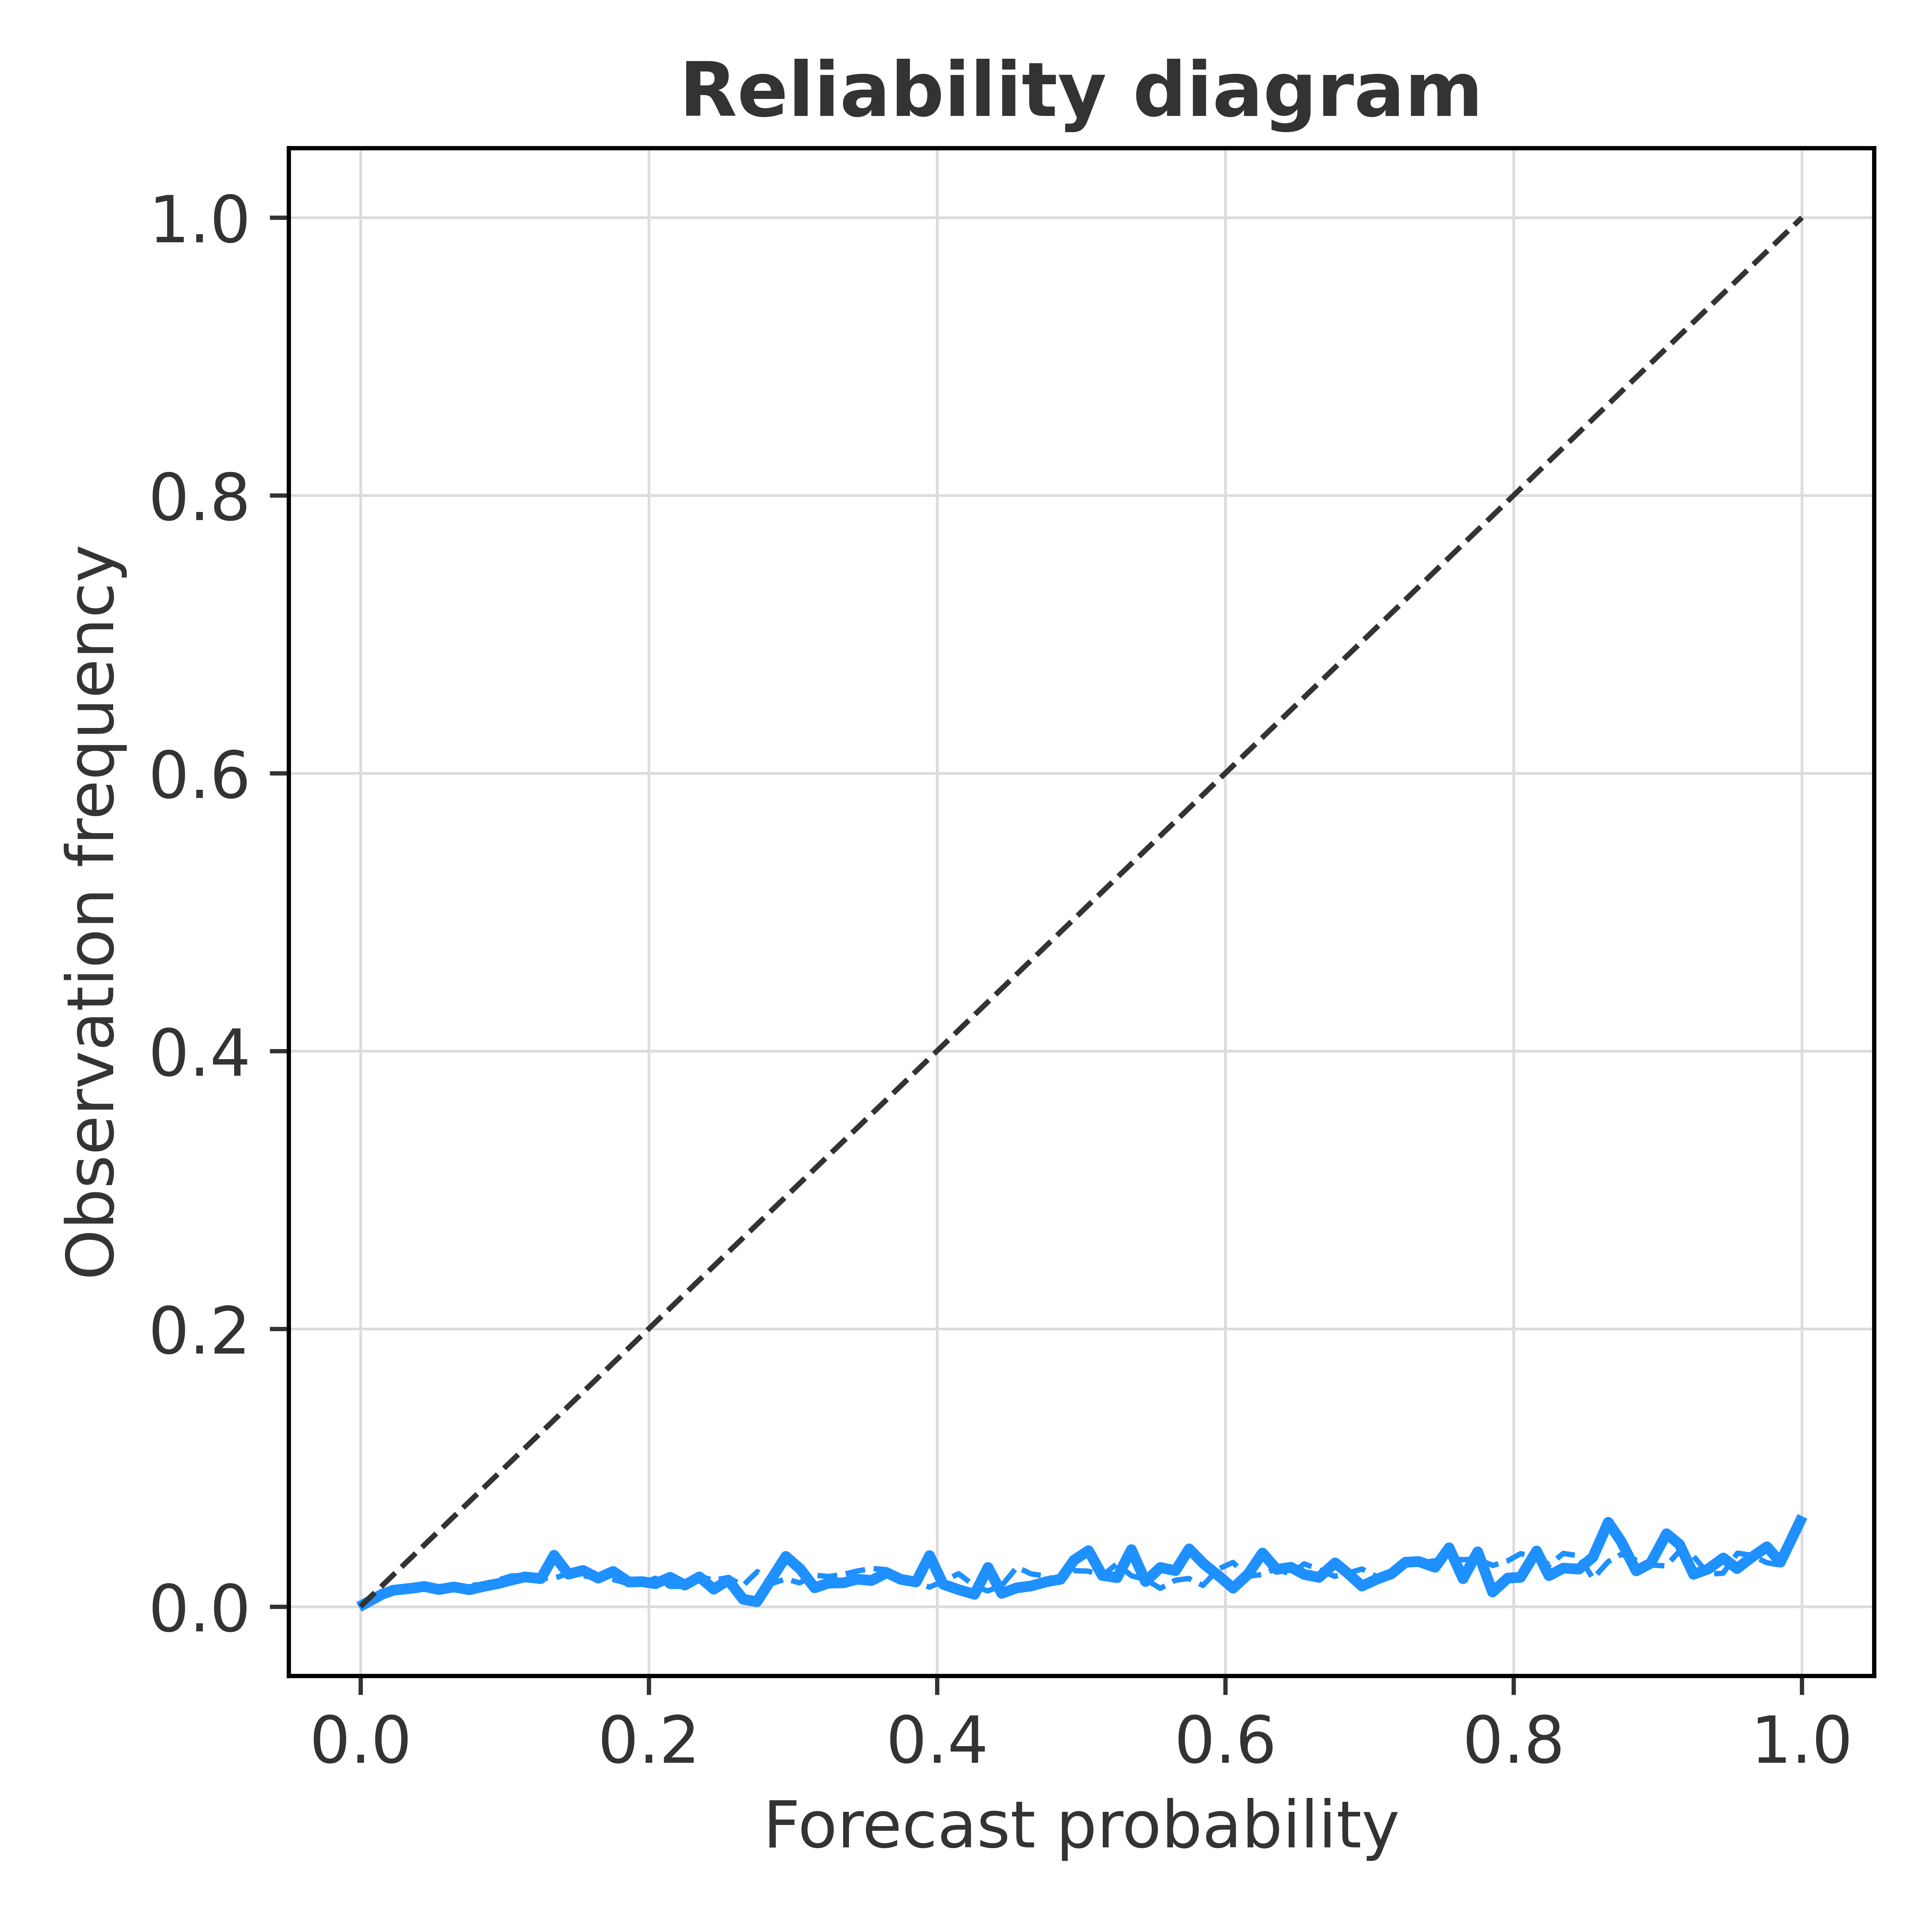 Reliability diagram
Observation frequency
1.0
0.8
0.6
0.4
0.2
0.0
0.0 0.2 0.4 0.6 0.8 1.0
Forecast probability